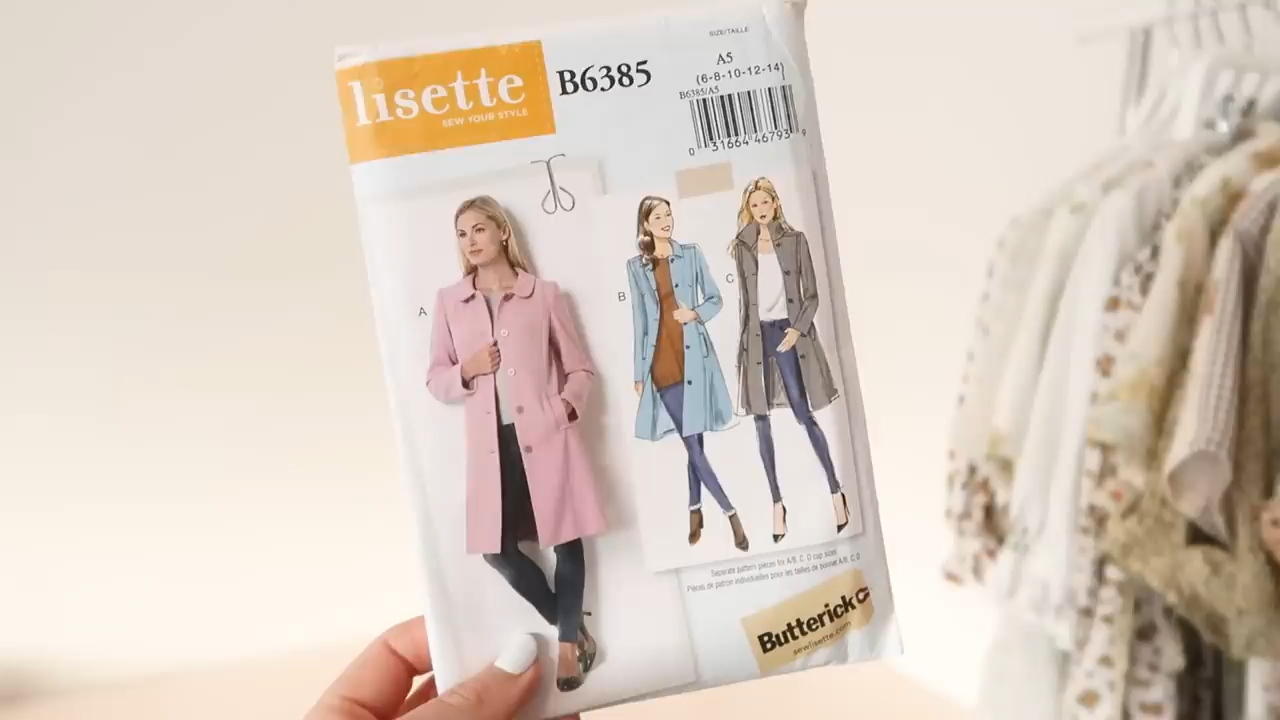 lisette
SEW YOUR STYLE
B6385
SIZE/TAILLE
A5
(6-8-10-12-14)
B6385/A5
0 31664 46793 9
A
B
C
Separate pattern pieces for A/B, C, D cup sizes
Pièces de patron individuelles pour les tailles de bonnet A/B, C, D
Butterick
sewlisette.com